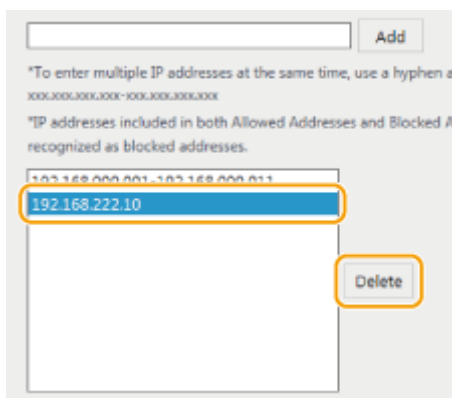 Add
*To enter multiple IP addresses at the same time, use a hyphen a
xxx.xxx.xxx.xxx-xxx.xxx.xxx.xxx
*IP addresses included in both Allowed Addresses and Blocked A
recognized as blocked addresses.
192.168.000.001-192.168.000.011
192.168.222.10
Delete